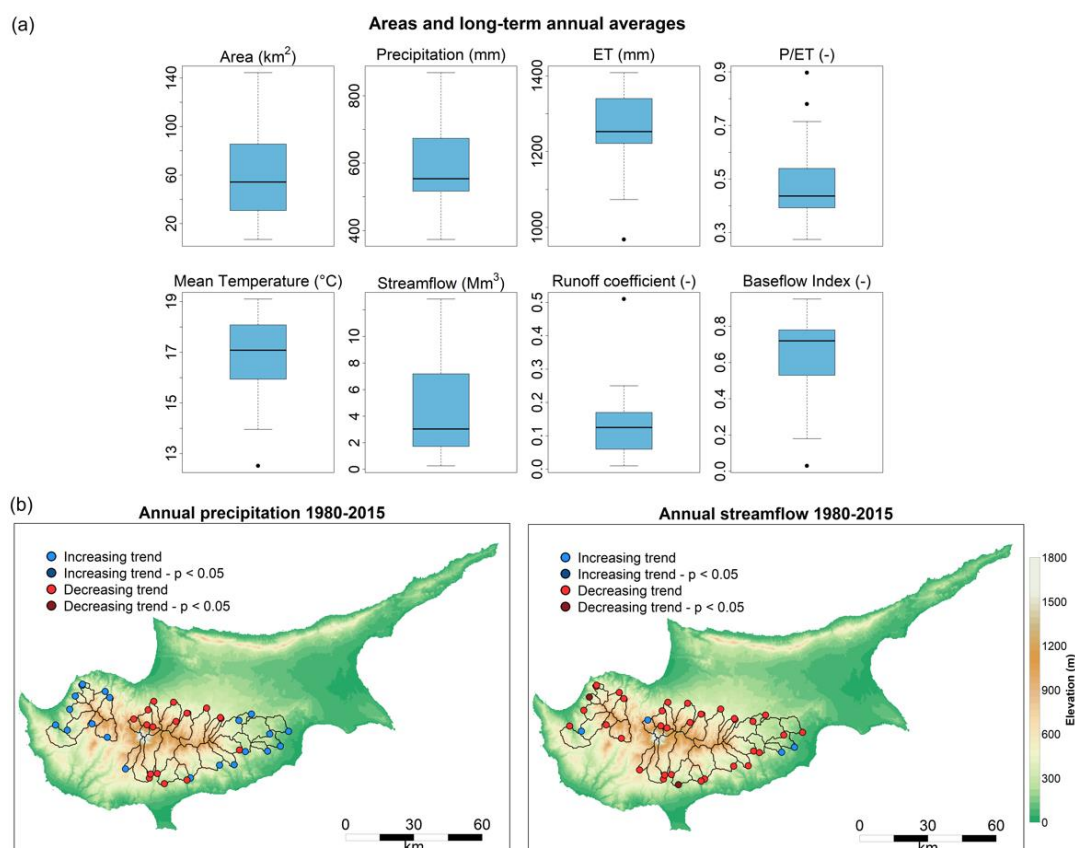 (a)
Areas and long-term annual averages
Area (km²)
Precipitation (mm)
ET (mm)
P/ET (-)
140
100
60
20
800
600
400
1400
1200
1000
0.9
0.7
0.5
0.3
Mean Temperature (°C)
Streamflow (Mm³)
Runoff coefficient (-)
Baseflow Index (-)
19
17
15
13
10
8
6
4
2
0
0.5
0.4
0.3
0.2
0.1
0.0
0.8
0.6
0.4
0.2
0.0
(b)
Annual precipitation 1980-2015
Increasing trend
Increasing trend - p < 0.05
Decreasing trend
Decreasing trend - p < 0.05
0 30 60
km
Annual streamflow 1980-2015
Increasing trend
Increasing trend - p < 0.05
Decreasing trend
Decreasing trend - p < 0.05
0 30 60
km
1800
1500
1200
900
600
300
0
Elevation (m)